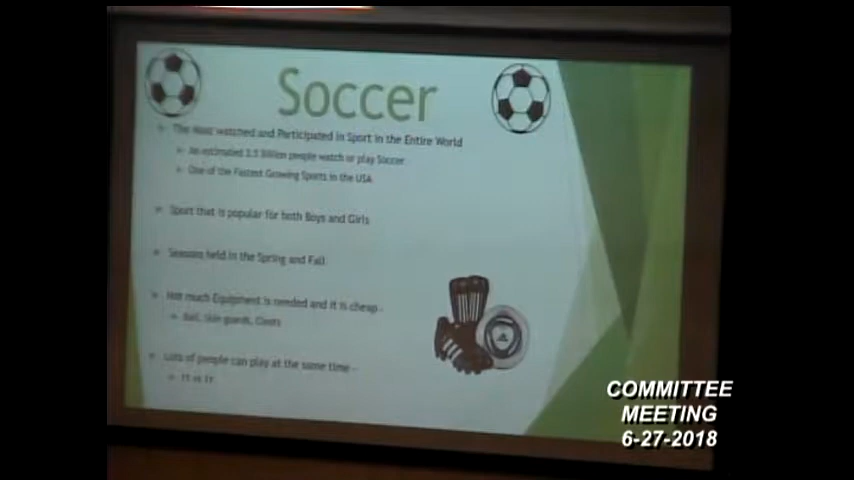 Soccer
The most watched and Participated in Sport in the Entire World
An estimated 3.5 Billion people watch or play Soccer
One of the Fastest Growing Sports in the USA
Sport that is popular for both Boys and Girls
Seasons held in the Spring and Fall
Not much Equipment is needed and it is cheap -
Ball, Shin guards, Cleats
Lots of people can play at the same time -
11 vs 11
COMMITTEE
MEETING
6-27-2018